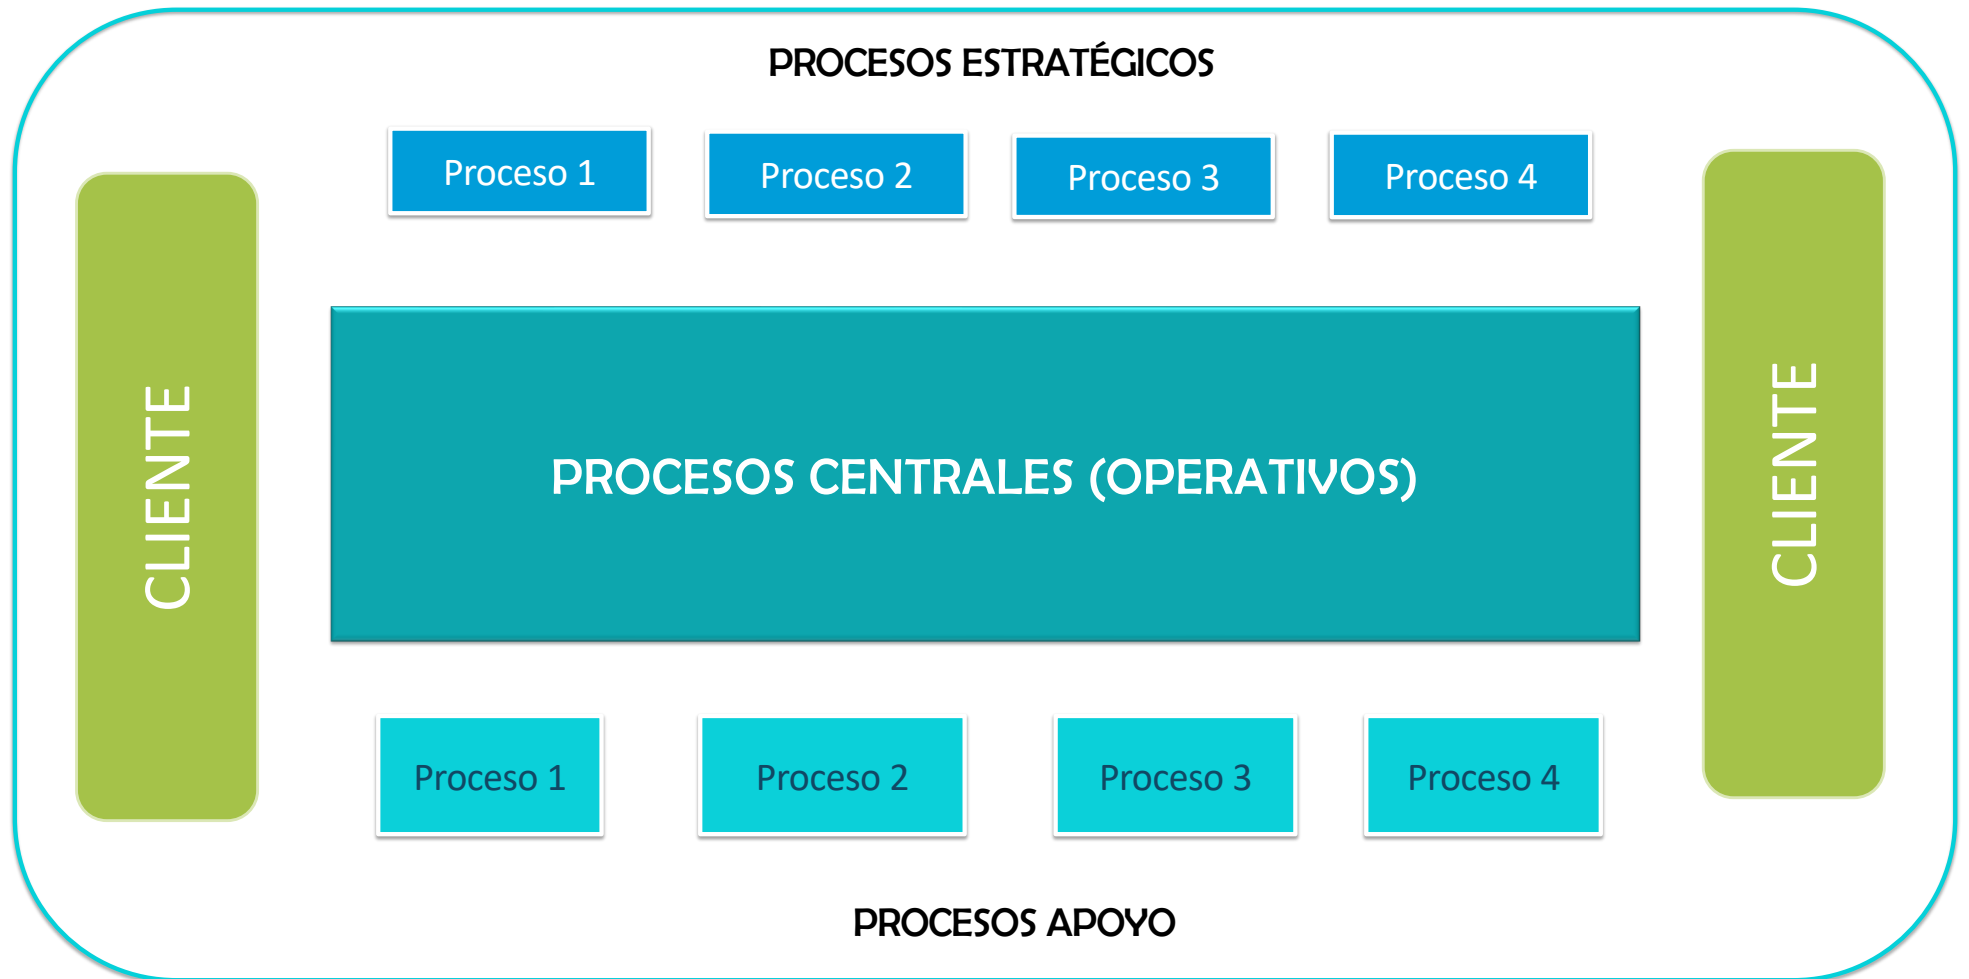 PROCESOS ESTRATÉGICOS
Proceso 1
Proceso 2
Proceso 3
Proceso 4
CLIENTE
PROCESOS CENTRALES (OPERATIVOS)
CLIENTE
Proceso 1
Proceso 2
Proceso 3
Proceso 4
PROCESOS APOYO